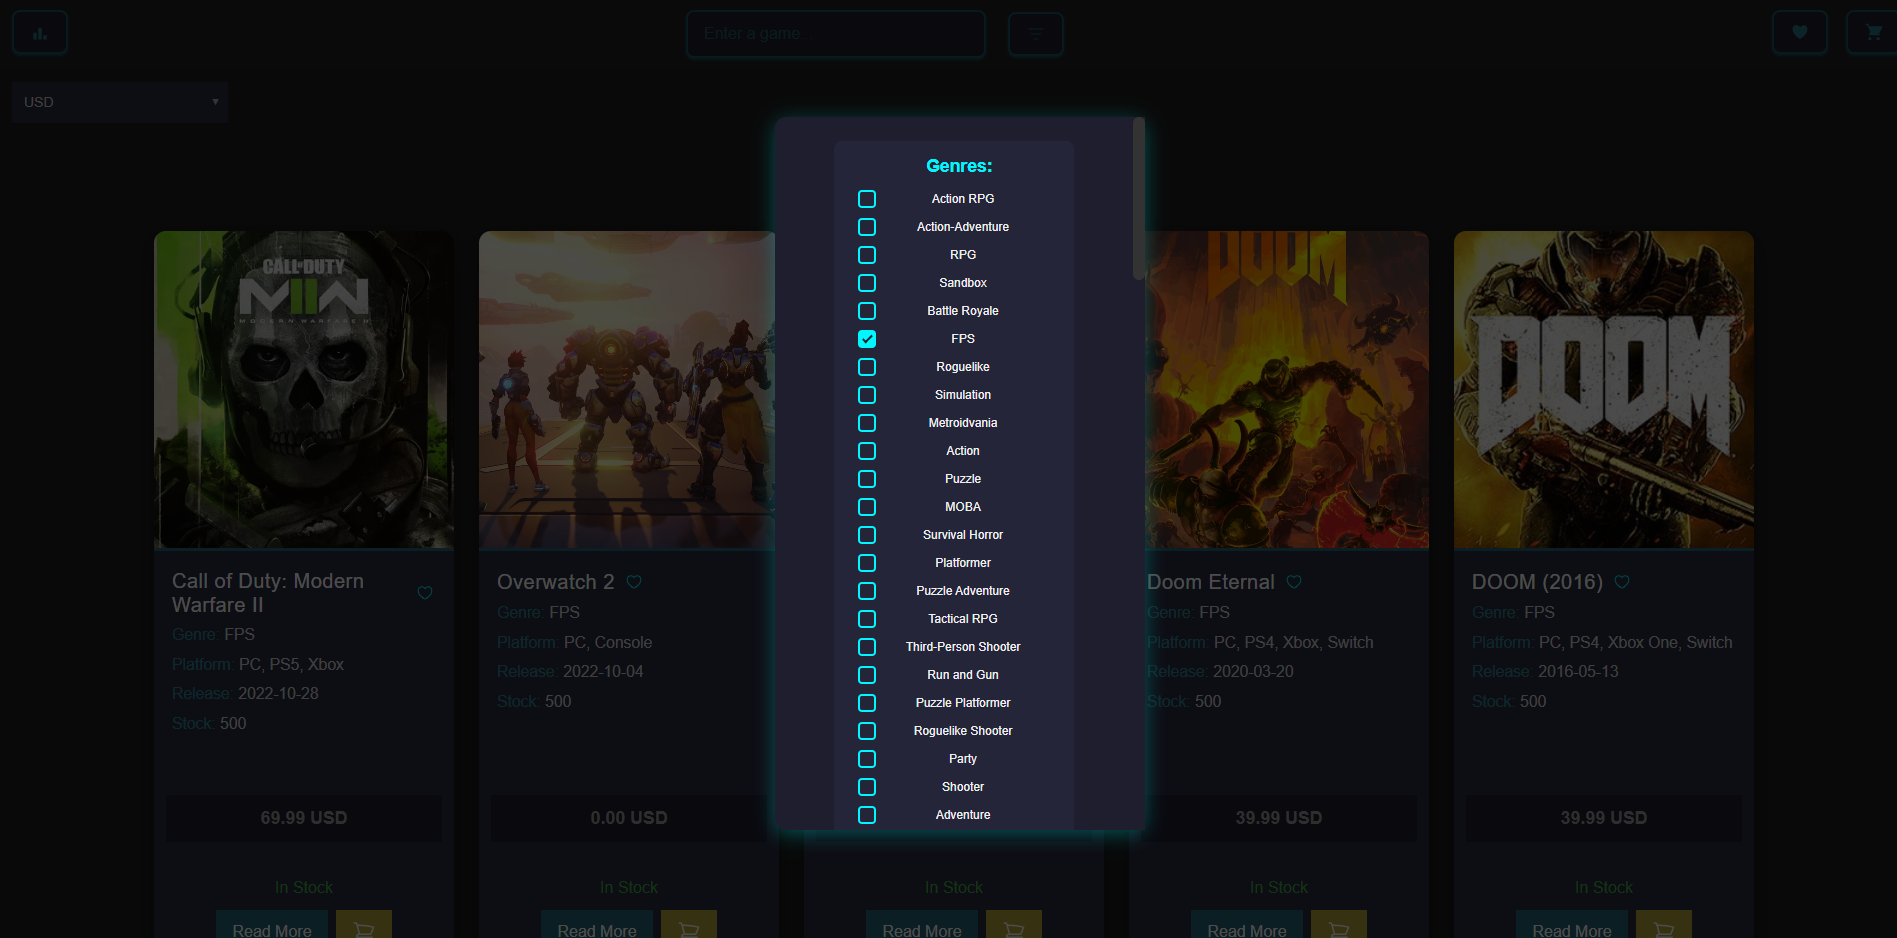 Enter a game..
USD
Genres:
Action RPG
Action-Adventure
RPG
Sandbox
Battle Royale
FPS
Roguelike
Simulation
Metroidvania
Action
Puzzle
MOBA
Survival Horror
Platformer
Puzzle Adventure
Tactical RPG
Third-Person Shooter
Run and Gun
Puzzle Platformer
Roguelike Shooter
Party
Shooter
Adventure
CALL OF DUTY
MWII
MODERN WARFARE II
Call of Duty: Modern
Warfare II
Genre: FPS
Platform: PC, PS5, Xbox
Release: 2022-10-28
Stock: 500
69.99 USD
In Stock
Read More
Overwatch 2
Genre: FPS
Platform: PC, Console
Release: 2022-10-04
Stock: 500
0.00 USD
In Stock
Read More
In Stock
Read More
DOOM
Doom Eternal
Genre: FPS
Platform: PC, PS4, Xbox, Switch
Release: 2020-03-20
Stock: 500
39.99 USD
In Stock
Read More
DOOM
DOOM (2016)
Genre: FPS
Platform: PC, PS4, Xbox One, Switch
Release: 2016-05-13
Stock: 500
39.99 USD
In Stock
Read More